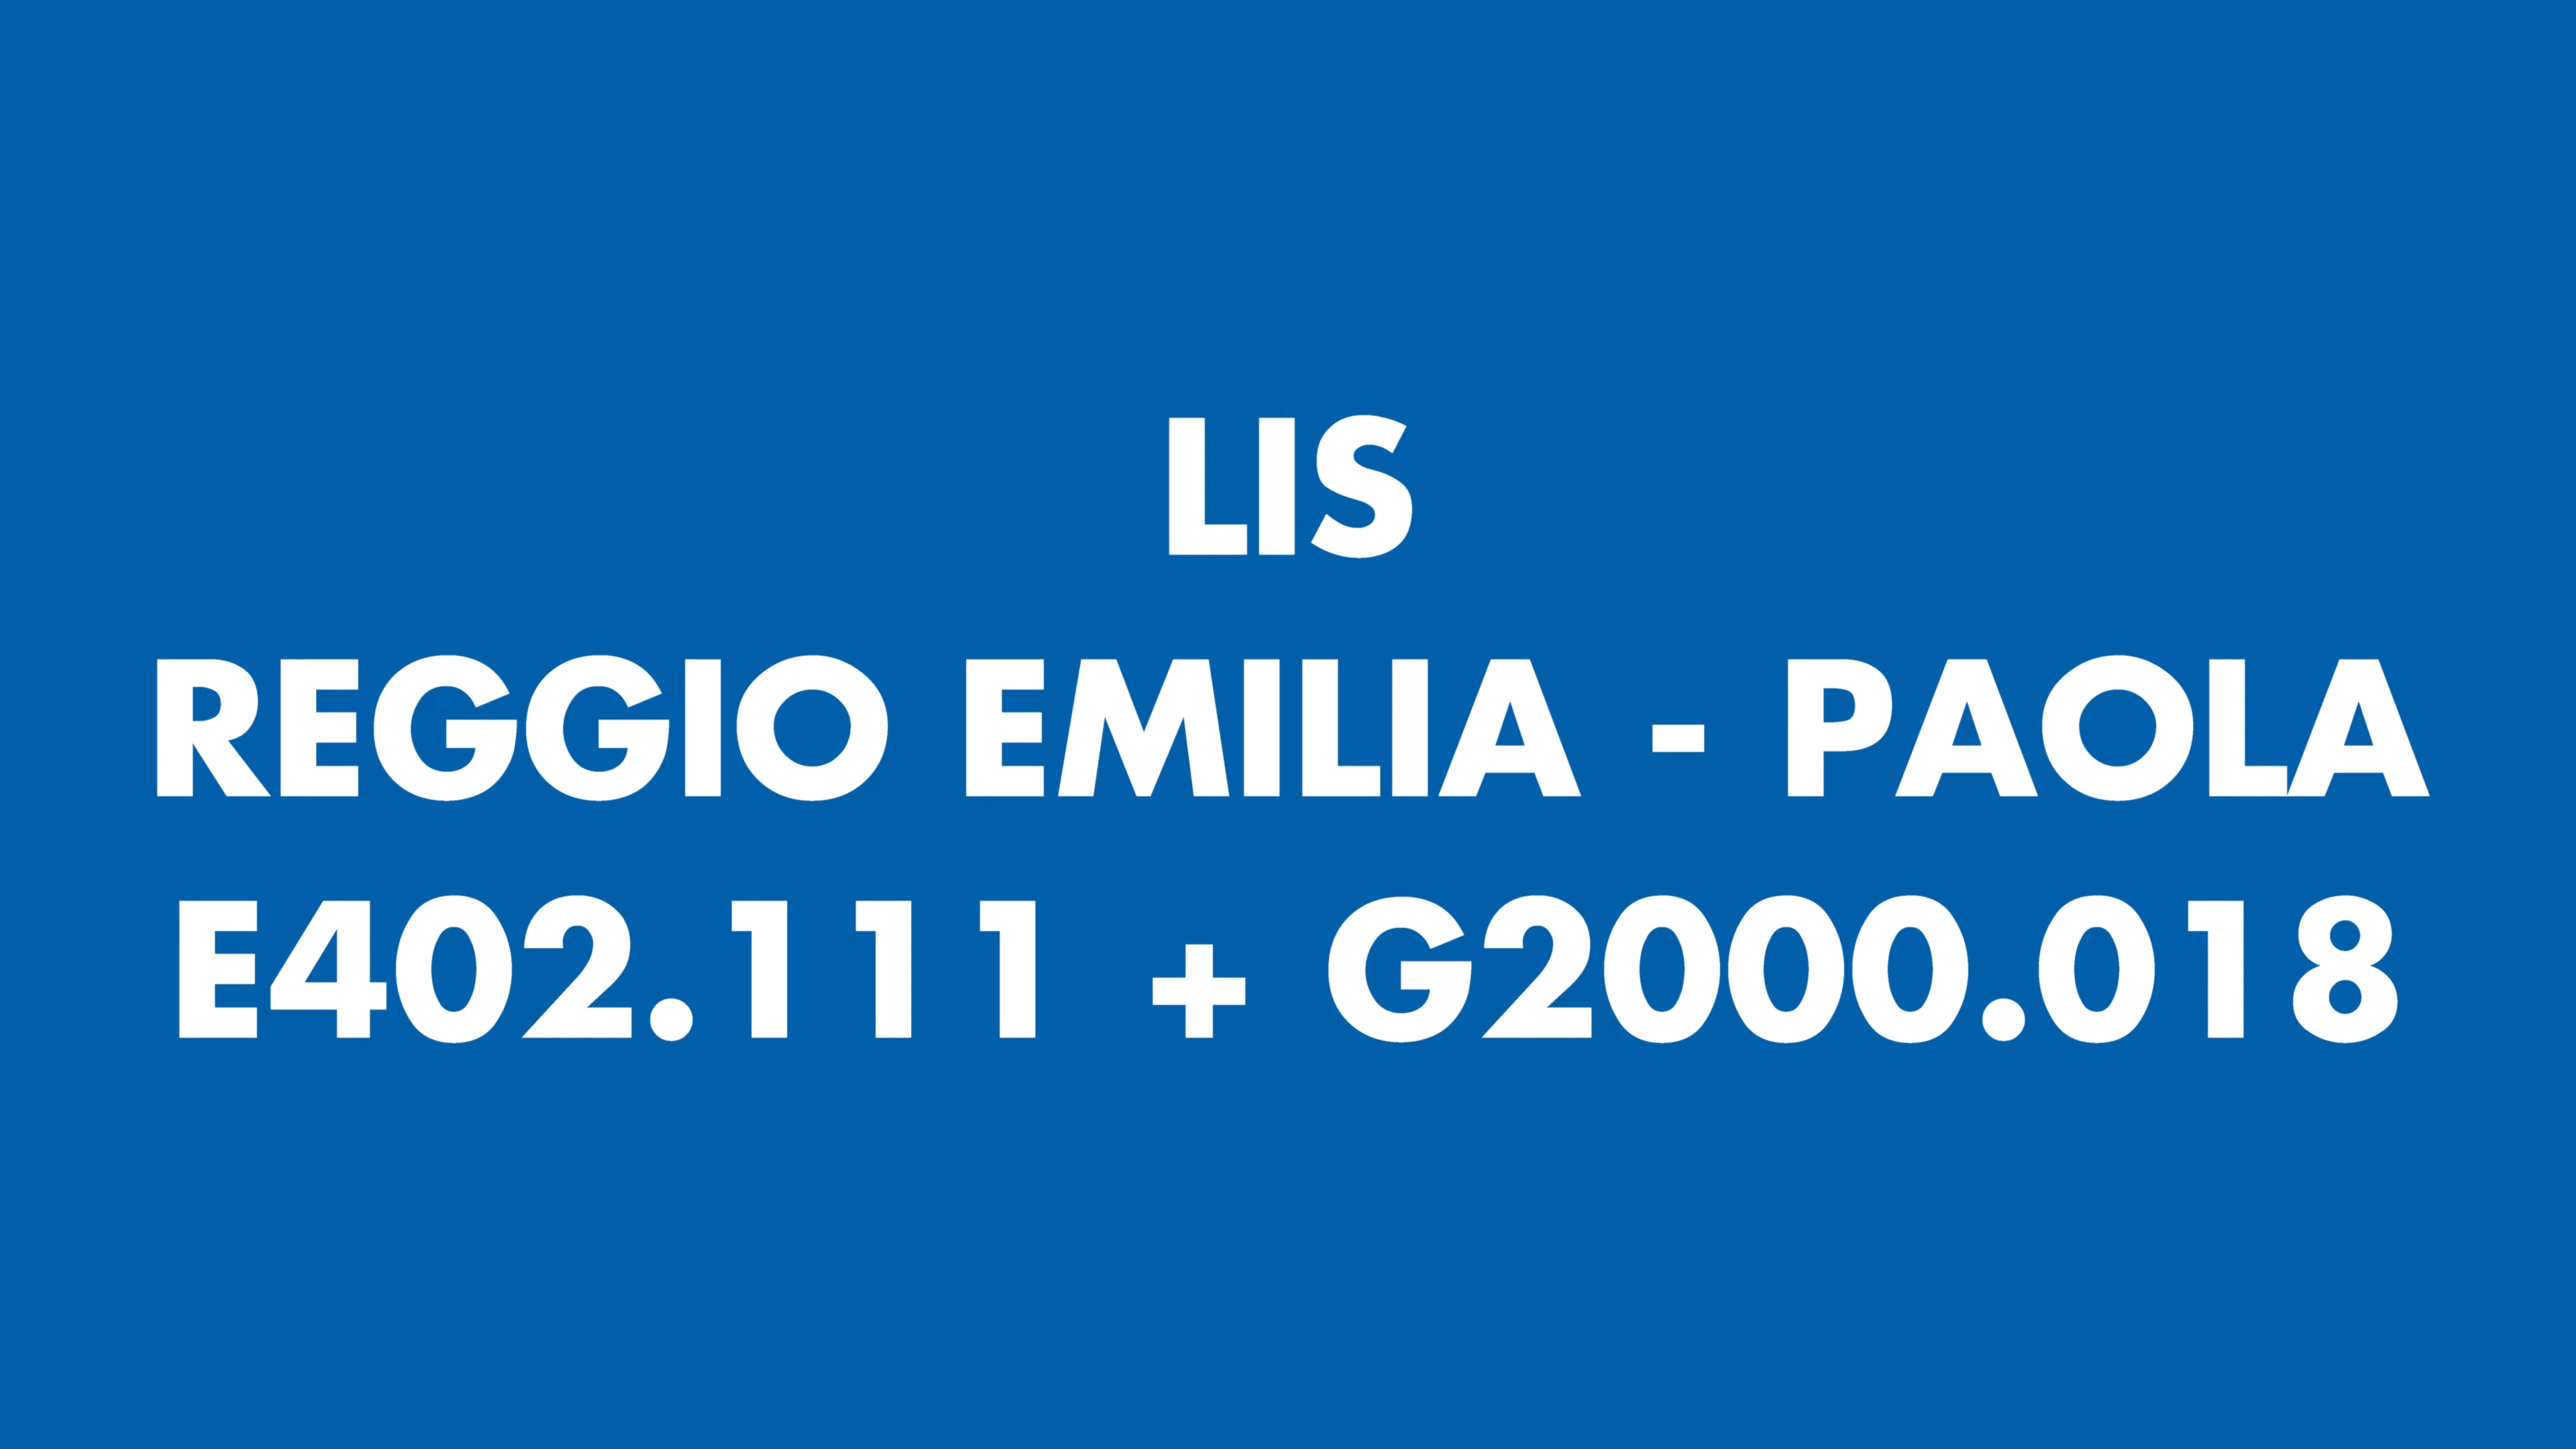 LIS
REGGIO EMILIA - PAOLA
E402.111 + G2000.018